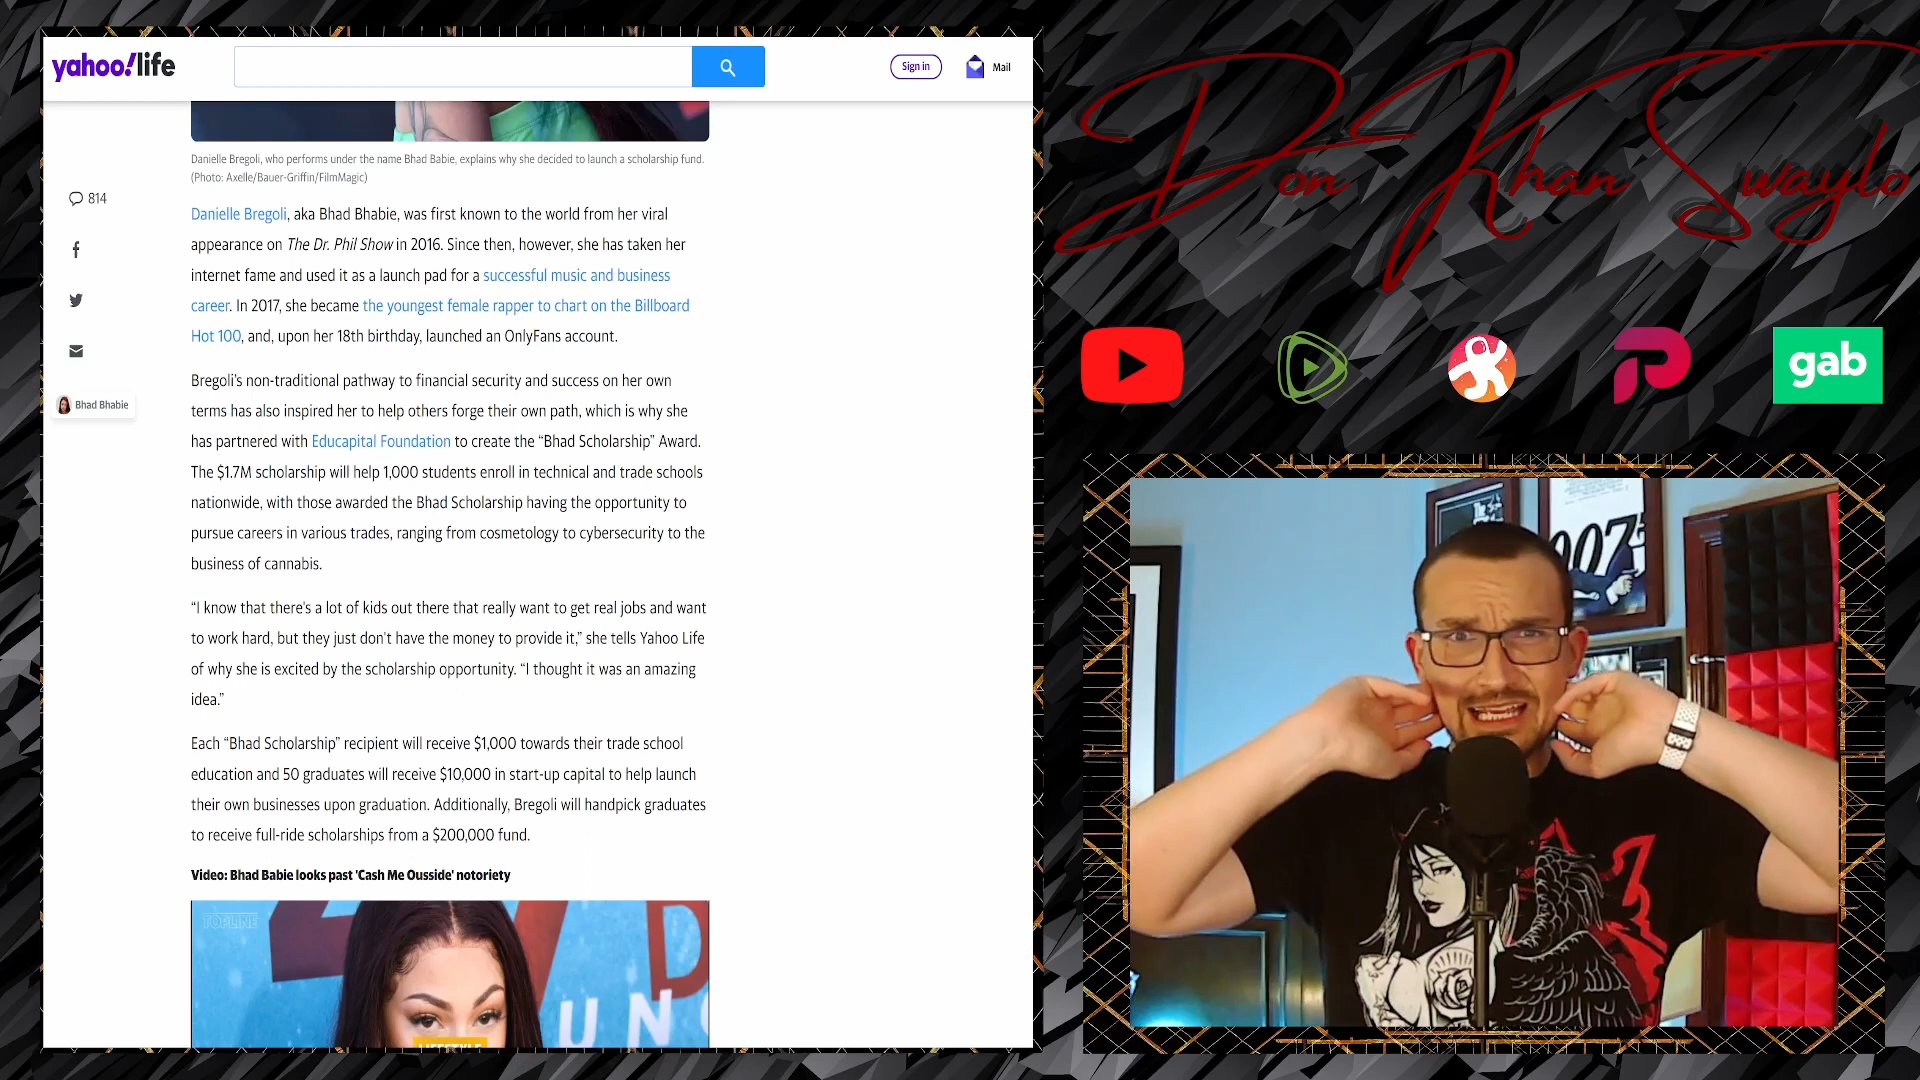 yahoo!life
Sign in
Mail
Danielle Bregoli, who performs under the name Bhad Babie, explains why she decided to launch a scholarship fund.
(Photo: Axelle/Bauer-Griffin/FilmMagic)
814
Bhad Bhabie
Danielle Bregoli, aka Bhad Bhabie, was first known to the world from her viral
appearance on The Dr. Phil Show in 2016. Since then, however, she has taken her
internet fame and used it as a launch pad for a successful music and business
career. In 2017, she became the youngest female rapper to chart on the Billboard
Hot 100, and, upon her 18th birthday, launched an OnlyFans account.
Bregoli's non-traditional pathway to financial security and success on her own
terms has also inspired her to help others forge their own path, which is why she
has partnered with Educapital Foundation to create the “Bhad Scholarship” Award.
The $1.7M scholarship will help 1,000 students enroll in technical and trade schools
nationwide, with those awarded the Bhad Scholarship having the opportunity to
pursue careers in various trades, ranging from cosmetology to cybersecurity to the
business of cannabis.
“I know that there's a lot of kids out there that really want to get real jobs and want
to work hard, but they just don't have the money to provide it,” she tells Yahoo Life
of why she is excited by the scholarship opportunity. “I thought it was an amazing
idea.”
Each “Bhad Scholarship” recipient will receive $1,000 towards their trade school
education and 50 graduates will receive $10,000 in start-up capital to help launch
their own businesses upon graduation. Additionally, Bregoli will handpick graduates
to receive full-ride scholarships from a $200,000 fund.
Video: Bhad Babie looks past 'Cash Me Ousside' notoriety
TOPLINE
D
UN
LIFESTYLE
Don Khan Swaylo
gab
007